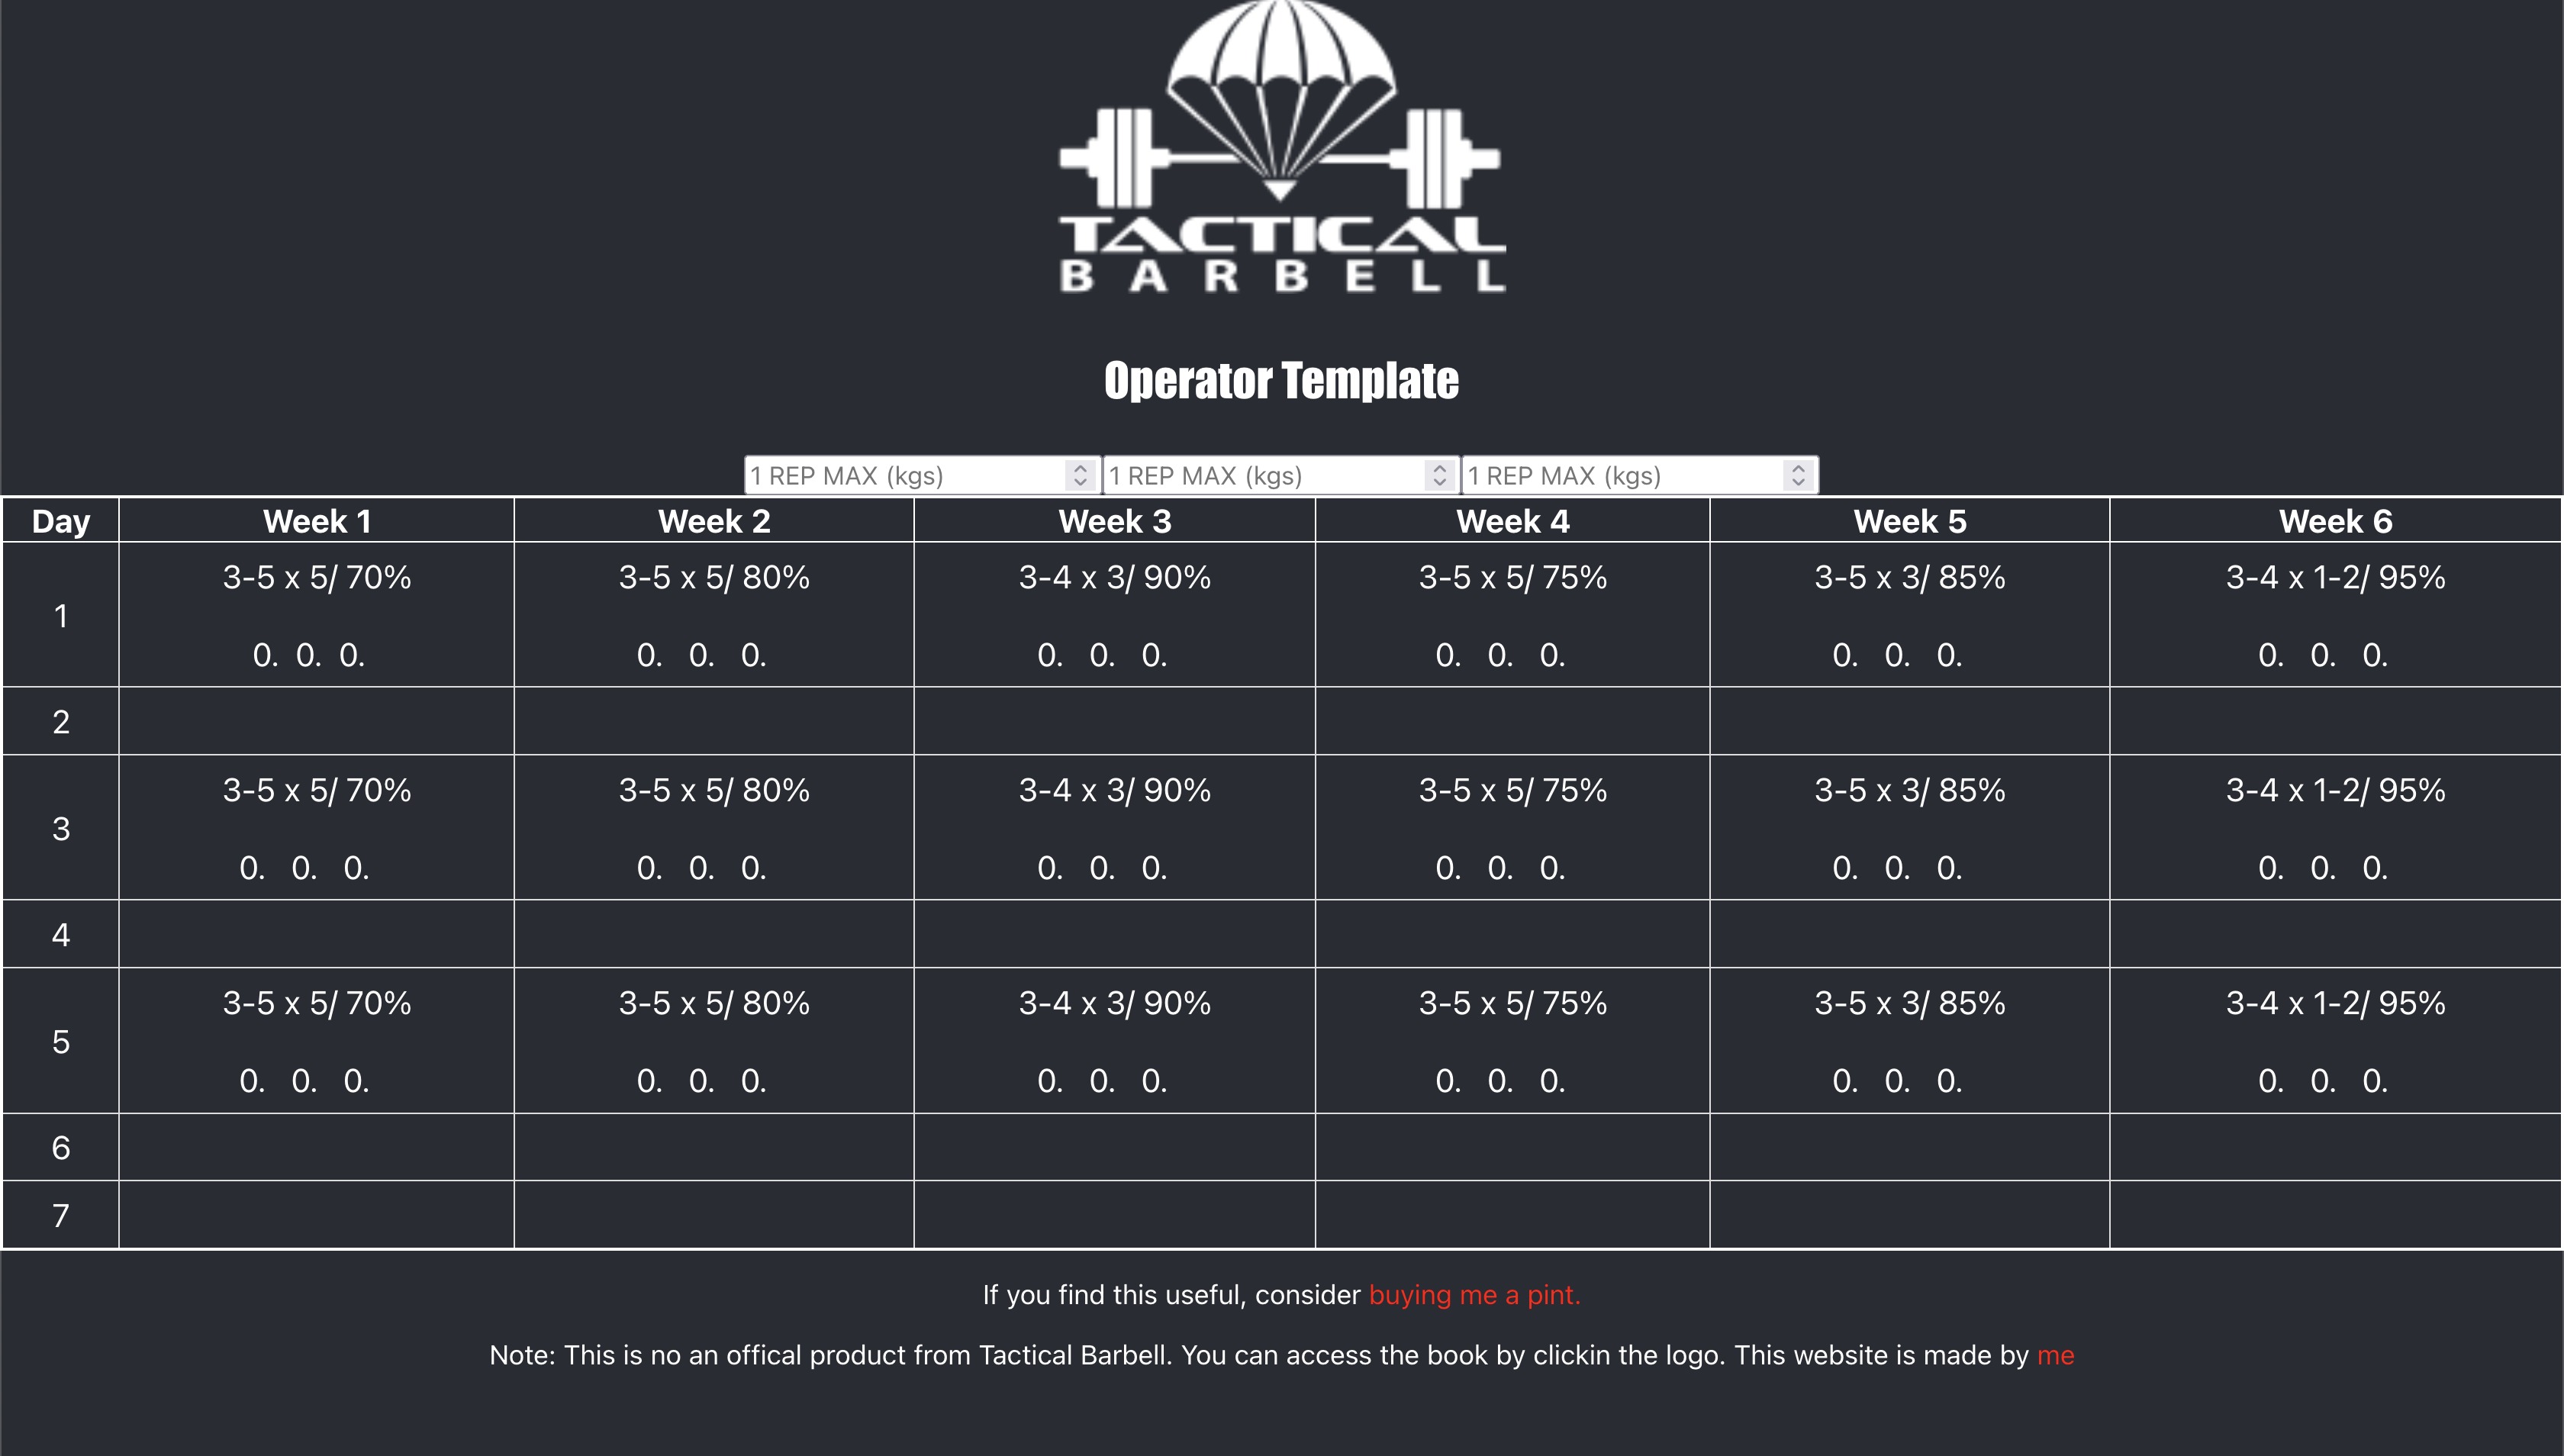 TACTICAL
BARBELL
Operator Template
1 REP MAX (kgs) 1 REP MAX (kgs) 1 REP MAX (kgs)
Day Week 1 Week 2 Week 3 Week 4 Week 5 Week 6
1 3-5 x 5/ 70% 3-5 x 5/ 80% 3-4 x 3/ 90% 3-5 x 5/ 75% 3-5 x 3/ 85% 3-4 x 1-2/ 95%
0. 0. 0. 0. 0. 0. 0. 0. 0. 0. 0. 0. 0. 0. 0. 0. 0. 0.
2
3 3-5 x 5/ 70% 3-5 x 5/ 80% 3-4 x 3/ 90% 3-5 x 5/ 75% 3-5 x 3/ 85% 3-4 x 1-2/ 95%
0. 0. 0. 0. 0. 0. 0. 0. 0. 0. 0. 0. 0. 0. 0. 0. 0. 0.
4
5 3-5 x 5/ 70% 3-5 x 5/ 80% 3-4 x 3/ 90% 3-5 x 5/ 75% 3-5 x 3/ 85% 3-4 x 1-2/ 95%
0. 0. 0. 0. 0. 0. 0. 0. 0. 0. 0. 0. 0. 0. 0. 0. 0. 0.
6
7
If you find this useful, consider buying me a pint.
Note: This is no an offical product from Tactical Barbell. You can access the book by clickin the logo. This website is made by me